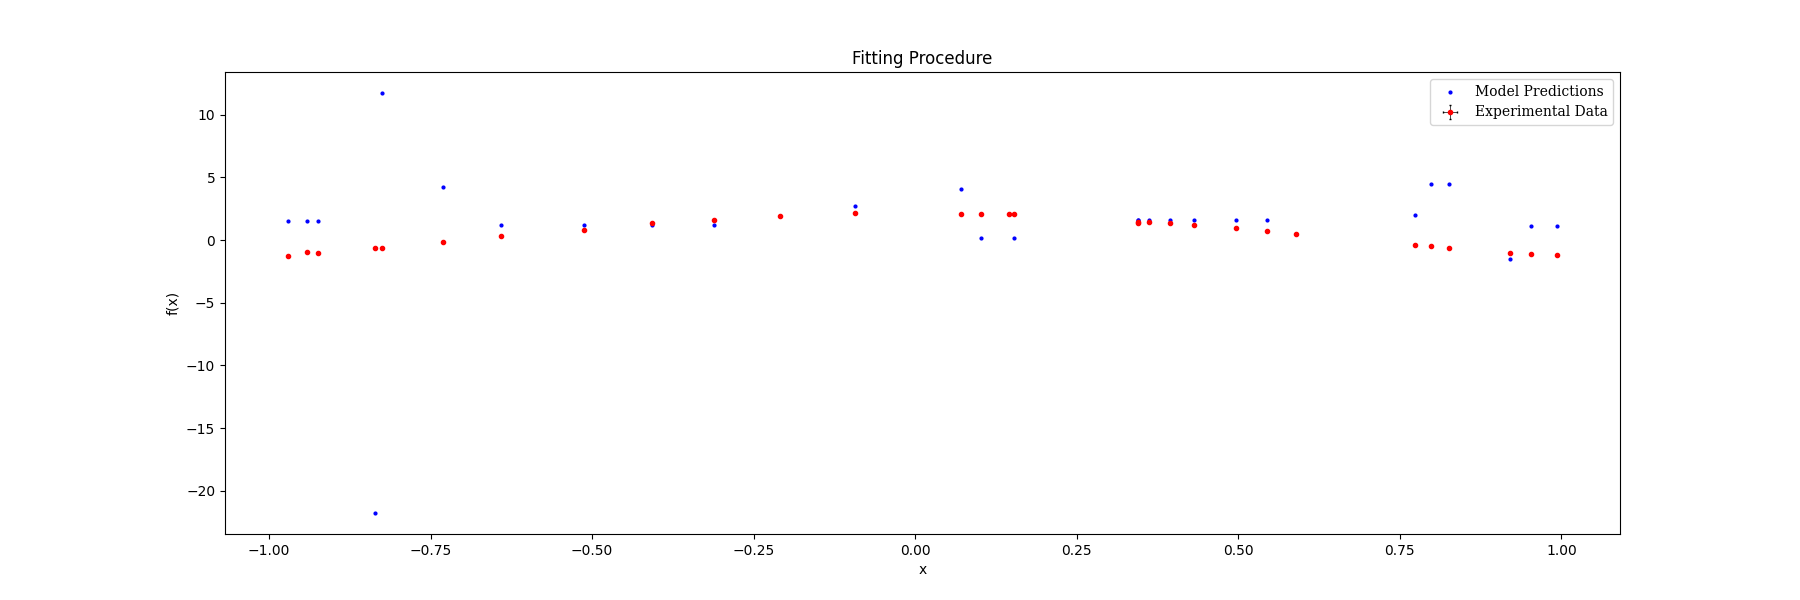 Fitting Procedure
Model Predictions
Experimental Data
10
5
0
−5
−10
−15
−20
f(x)
−1.00 −0.75 −0.50 −0.25 0.00 0.25 0.50 0.75 1.00
x